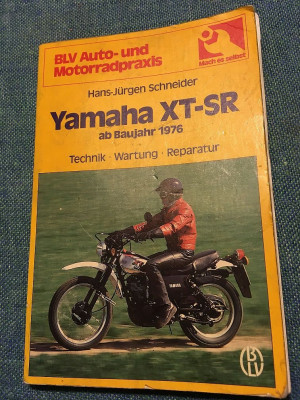 BLV Auto- und
Motorradpraxis
Mach es selbst
Hans-Jürgen Schneider
Yamaha XT-SR
ab Baujahr 1976
Technik · Wartung · Reparatur
YAMAHA
BLV